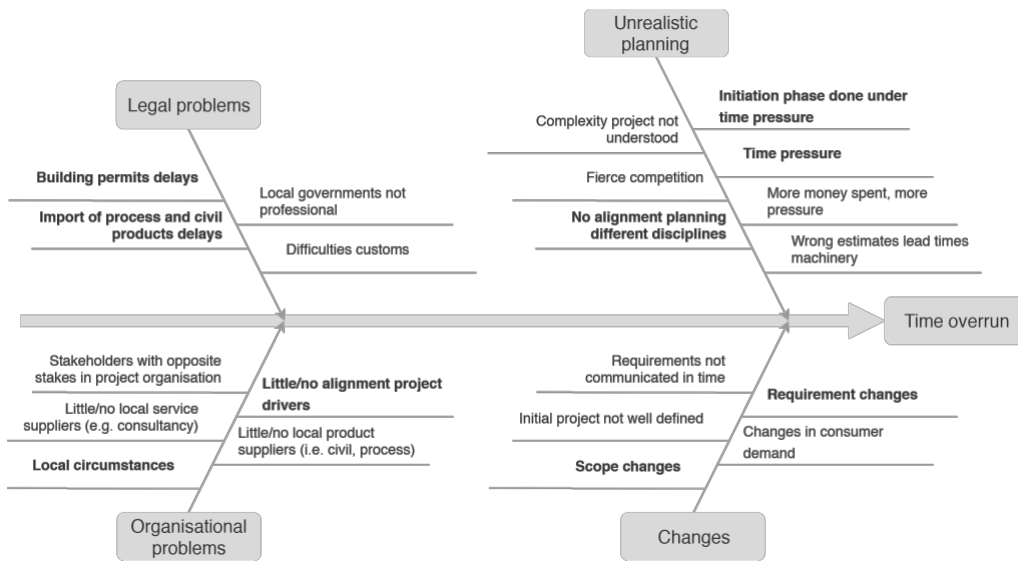 Unrealistic
planning
Legal problems
Initiation phase done under
time pressure
Complexity project not
understood
Time pressure
Building permits delays
Fierce competition
Local governments not
professional
More money spent, more
pressure
Import of process and civil
products delays
No alignment planning
different disciplines
Difficulties customs
Wrong estimates lead times
machinery
Time overrun
Stakeholders with opposite
stakes in project organisation
Requirements not
communicated in time
Little/no alignment project
drivers
Requirement changes
Little/no local service
suppliers (e.g. consultancy)
Initial project not well defined
Little/no local product
suppliers (i.e. civil, process)
Changes in consumer
demand
Local circumstances
Scope changes
Organisational
problems
Changes